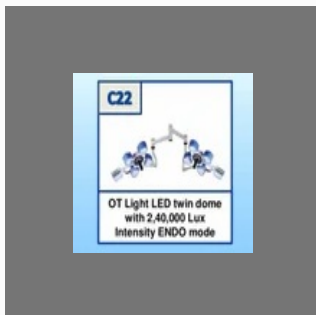 C22
OT Light LED twin dome
with 2,40,000 Lux
Intensity ENDO mode